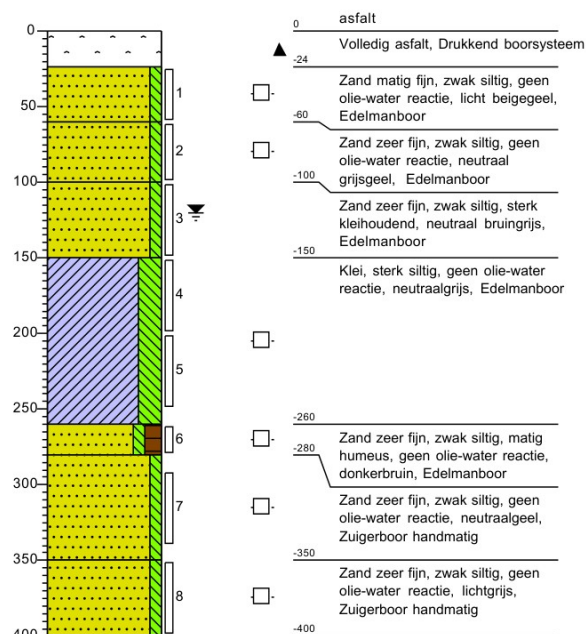 0
50
100
150
200
250
300
350
400
1
2
3
4
5
6
7
8
0
asfalt
Volledig asfalt, Drukkend boorsysteem
-24
Zand matig fijn, zwak siltig, geen
olie-water reactie, licht beigegeel,
Edelmanboor
-60
Zand zeer fijn, zwak siltig, geen
olie-water reactie, neutraal
grijsgeel, Edelmanboor
-100
Zand zeer fijn, zwak siltig, sterk
kleihoudend, neutraal bruingrijs,
Edelmanboor
-150
Klei, sterk siltig, geen olie-water
reactie, neutraalgrijs, Edelmanboor
-260
Zand zeer fijn, zwak siltig, matig
humeus, geen olie-water reactie,
donkerbruin, Edelmanboor
-280
Zand zeer fijn, zwak siltig, geen
olie-water reactie, neutraalgeel,
Zuigerboor handmatig
-350
Zand zeer fijn, zwak siltig, geen
olie-water reactie, lichtgrijs,
Zuigerboor handmatig
-400